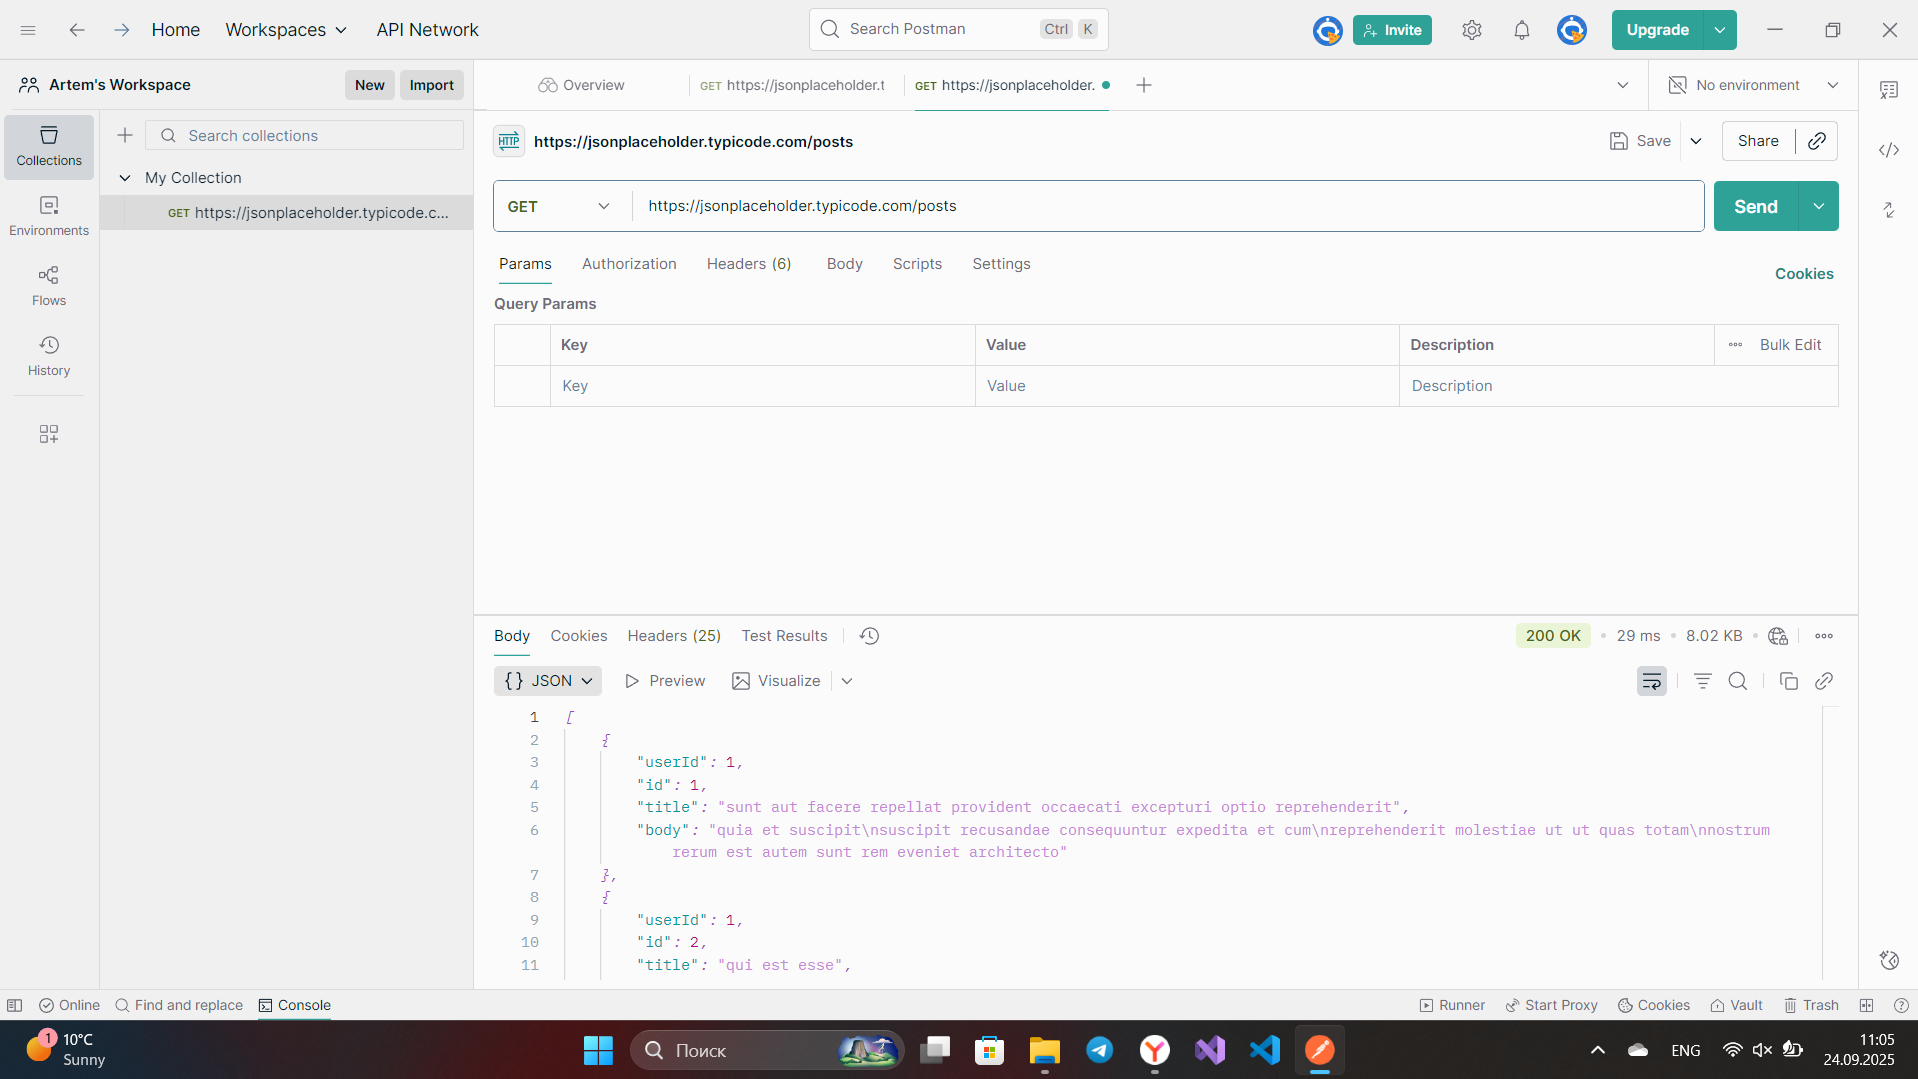 Home Workspaces API Network Search Postman Ctrl K Invite Upgrade
Artem's Workspace New Import Overview GET https://jsonplaceholder.t GET https://jsonplaceholder. No environment
Collections
Search collections
My Collection
GET https://jsonplaceholder.typicode.c...
Environments
Flows
History
HTTP https://jsonplaceholder.typicode.com/posts Save Share
GET https://jsonplaceholder.typicode.com/posts Send
Params Authorization Headers (6) Body Scripts Settings Cookies
Query Params
Key Value Description Bulk Edit
Key Value Description
Body Cookies Headers (25) Test Results 200 OK • 29 ms • 8.02 KB •
{} JSON Preview Visualize
1 [
2 {
3 "userId": 1,
4 "id": 1,
5 "title": "sunt aut facere repellat provident occaecati excepturi optio reprehenderit",
6 "body": "quia et suscipit\nsuscipit recusandae consequuntur expedita et cum\nreprehenderit molestiae ut ut quas totam\nnostrum
rerum est autem sunt rem eveniet architecto"
7 },
8 {
9 "userId": 1,
10 "id": 2,
11 "title": "qui est esse",
Online Find and replace Console Runner Start Proxy Cookies Vault Trash
1 10°C
Sunny
Поиск
ENG
11:05
24.09.2025